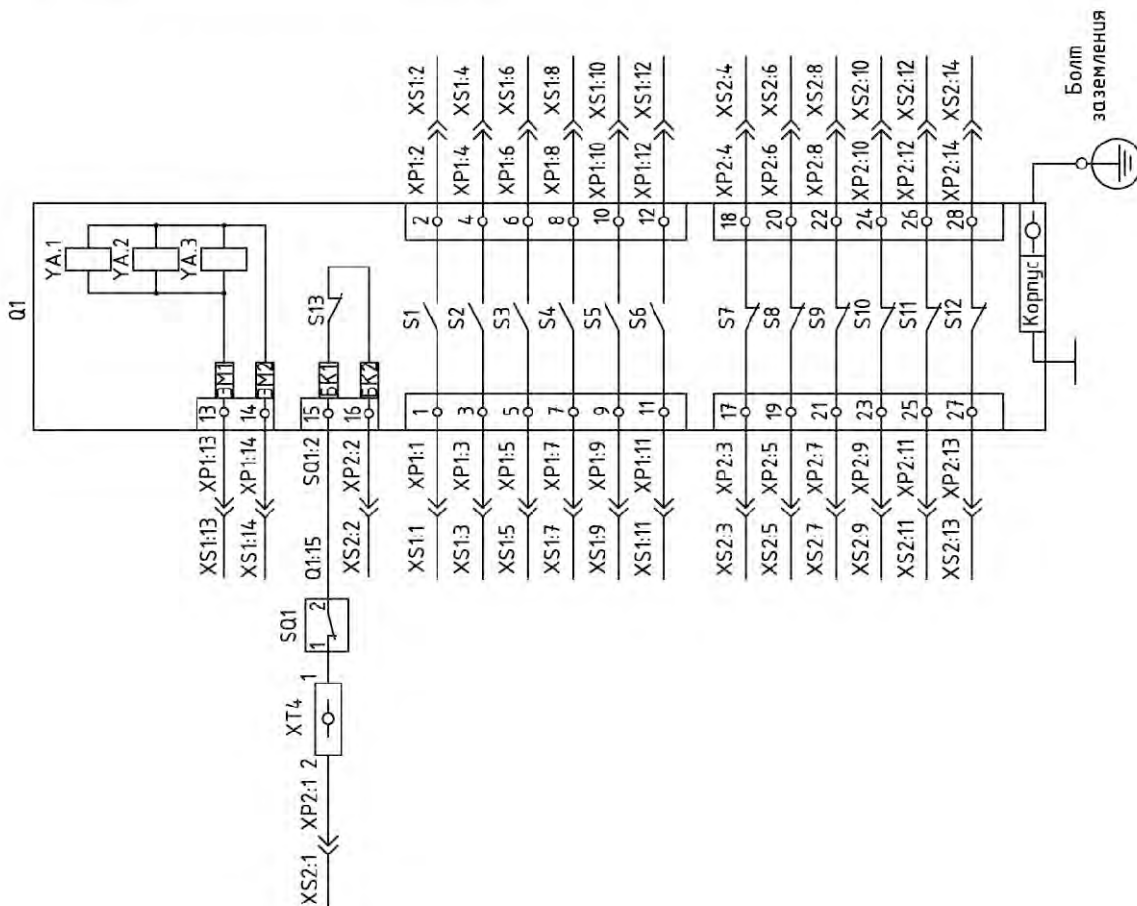 Q1
YA.1
YA.2
YA.3
S13
13
ЭМ1
14
ЭМ2
15
БК1
16
БК2
XP1:13
XS1:13
XP1:14
XS1:14
SQ1:2
Q1:15
XP2:2
XS2:2
SQ1
1
2
XT4
1
2
XP2:1
XS2:1
XS1:1 XP1:1 1 S1 2 XP1:2 XS1:2
XS1:3 XP1:3 3 S2 4 XP1:4 XS1:4
XS1:5 XP1:5 5 S3 6 XP1:6 XS1:6
XS1:7 XP1:7 7 S4 8 XP1:8 XS1:8
XS1:9 XP1:9 9 S5 10 XP1:10 XS1:10
XS1:11 XP1:11 11 S6 12 XP1:12 XS1:12
XS2:3 XP2:3 17 S7 18 XP2:4 XS2:4
XS2:5 XP2:5 19 S8 20 XP2:6 XS2:6
XS2:7 XP2:7 21 S9 22 XP2:8 XS2:8
XS2:9 XP2:9 23 S10 24 XP2:10 XS2:10
XS2:11 XP2:11 25 S11 26 XP2:12 XS2:12
XS2:13 XP2:13 27 S12 28 XP2:14 XS2:14
Корпус
Болт
заземления